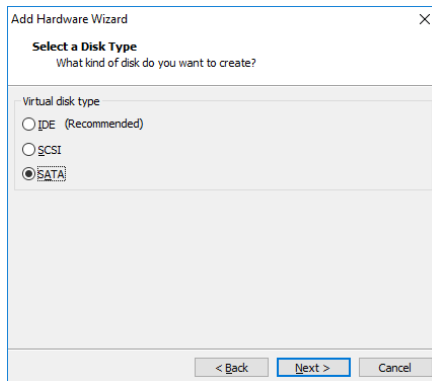 Add Hardware Wizard
Select a Disk Type
What kind of disk do you want to create?
Virtual disk type
IDE (Recommended)
SCSI
SATA
< Back Next > Cancel